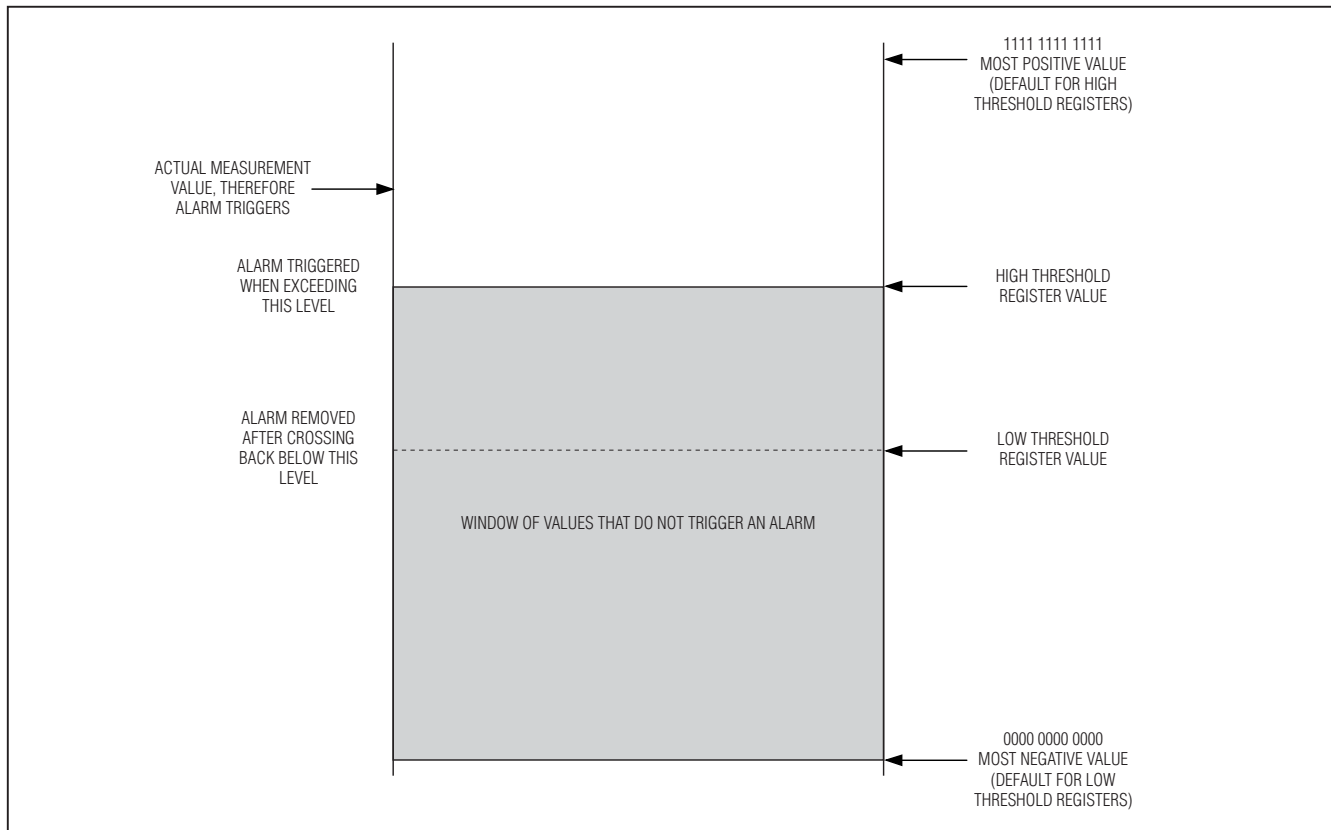 1111 1111 1111
MOST POSITIVE VALUE
(DEFAULT FOR HIGH
THRESHOLD REGISTERS)
ACTUAL MEASUREMENT
VALUE, THEREFORE
ALARM TRIGGERS
ALARM TRIGGERED
WHEN EXCEEDING
THIS LEVEL
HIGH THRESHOLD
REGISTER VALUE
ALARM REMOVED
AFTER CROSSING
BACK BELOW THIS
LEVEL
LOW THRESHOLD
REGISTER VALUE
WINDOW OF VALUES THAT DO NOT TRIGGER AN ALARM
0000 0000 0000
MOST NEGATIVE VALUE
(DEFAULT FOR LOW
THRESHOLD REGISTERS)